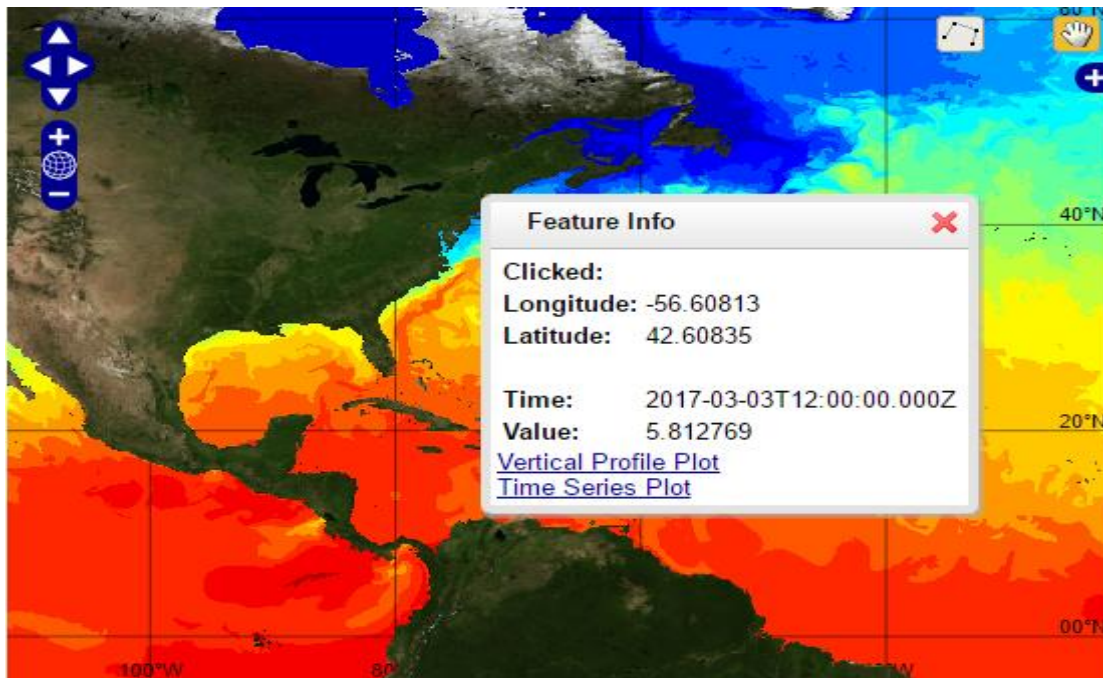 40°N
Feature Info
Clicked:
Longitude: -56.60813
Latitude: 42.60835
Time: 2017-03-03T12:00:00.000Z
Value: 5.812769
20°N
Vertical Profile Plot
Time Series Plot
00°N
100°W